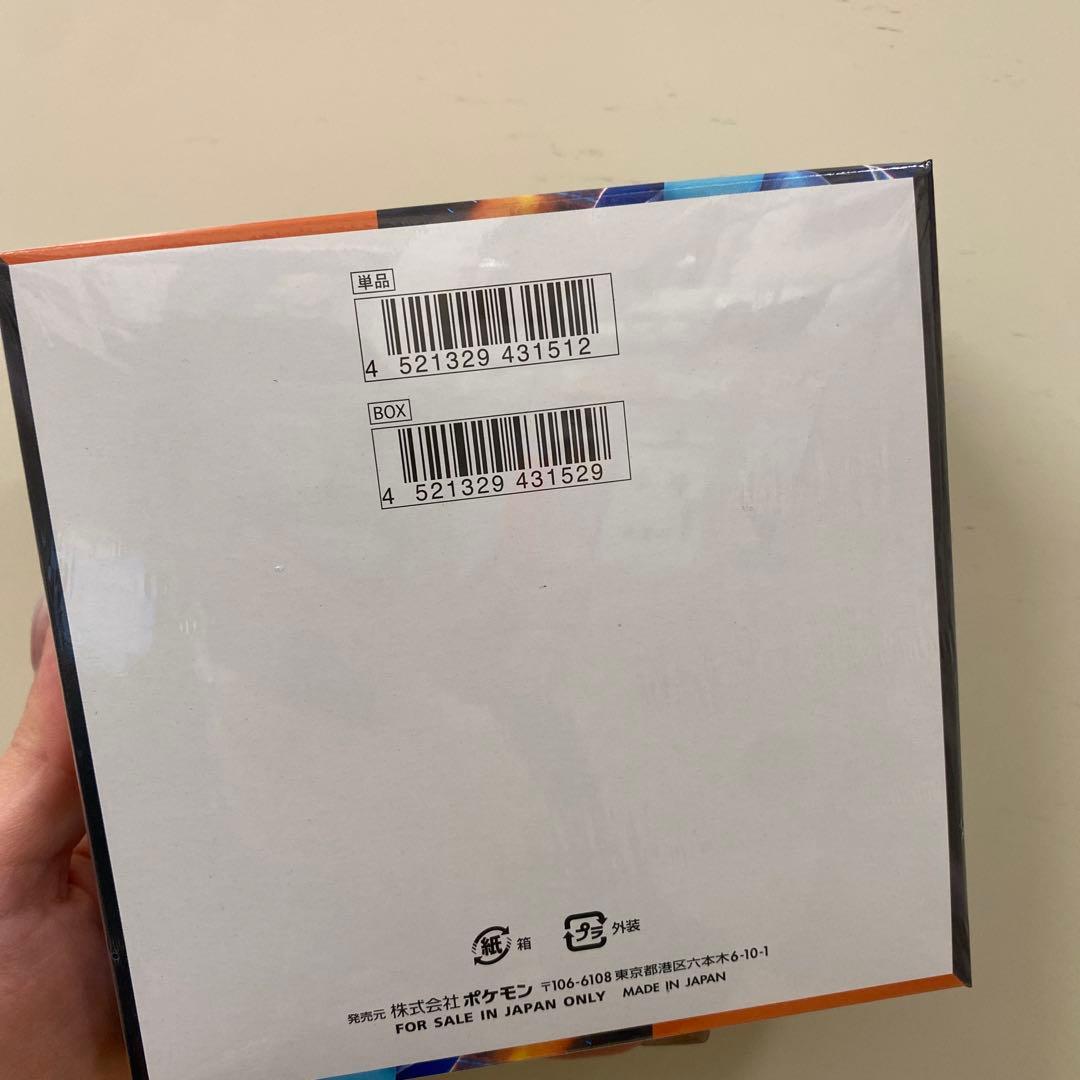 単品
4 521329 431512
BOX
4 521329 431529
紙 箱 プラ 外装
発売元 株式会社 ポケモン 〒106-6108 東京都港区六本木6-10-1
FOR SALE IN JAPAN ONLY MADE IN JAPAN